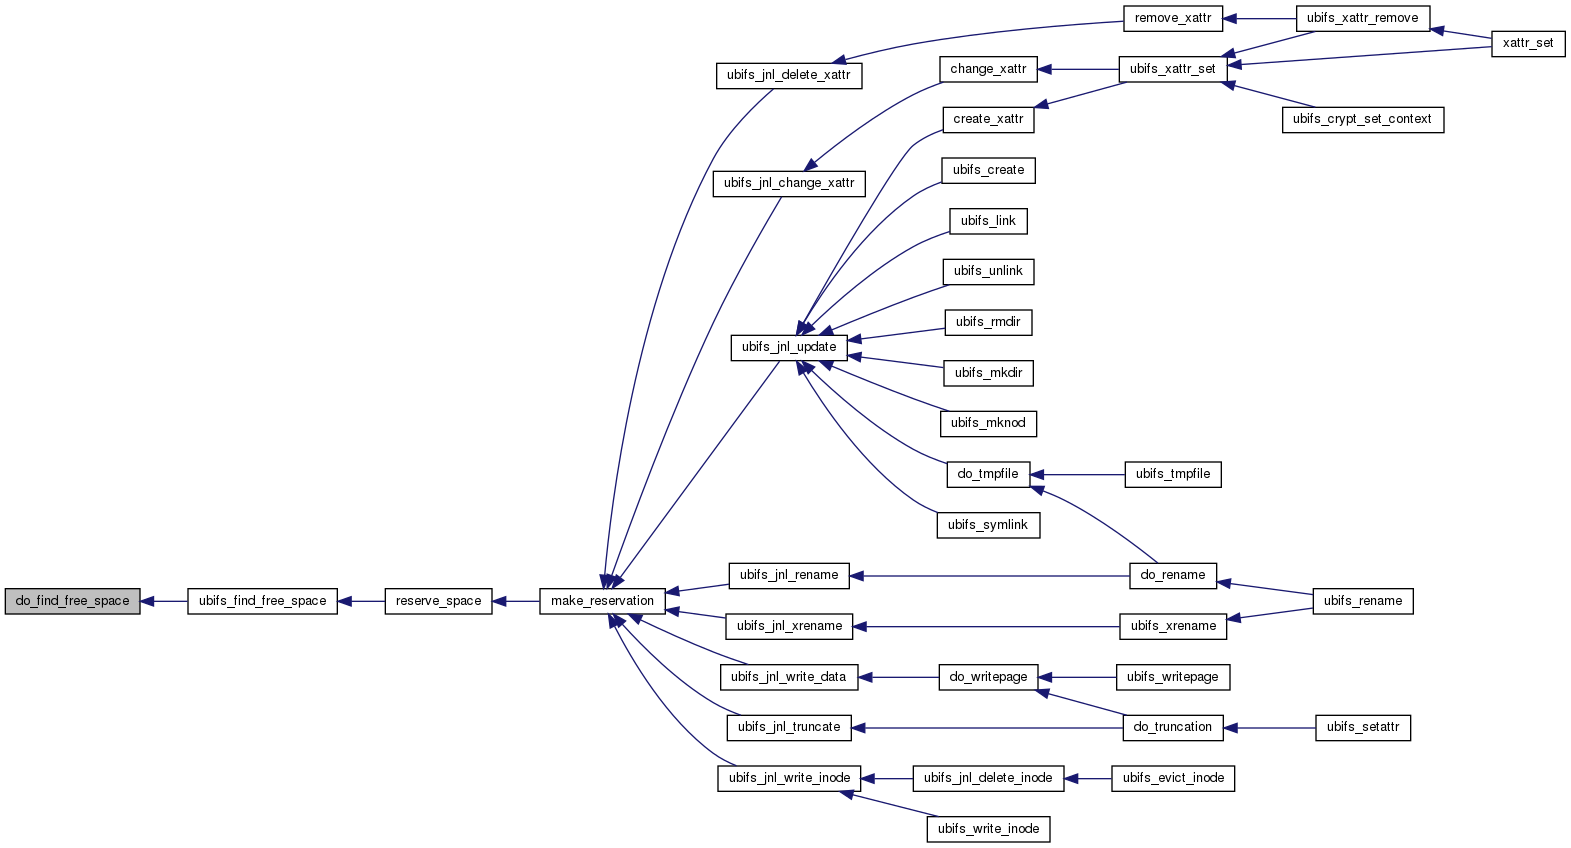 remove_xattr
ubifs_xattr_remove
xattr_set
ubifs_jnl_delete_xattr
change_xattr
ubifs_xattr_set
create_xattr
ubifs_crypt_set_context
ubifs_create
ubifs_jnl_change_xattr
ubifs_link
ubifs_unlink
ubifs_rmdir
ubifs_jnl_update
ubifs_mkdir
ubifs_mknod
do_tmpfile
ubifs_tmpfile
ubifs_symlink
ubifs_jnl_rename
do_rename
do_find_free_space
ubifs_find_free_space
reserve_space
make_reservation
ubifs_rename
ubifs_jnl_xrename
ubifs_xrename
ubifs_jnl_write_data
do_writepage
ubifs_writepage
ubifs_jnl_truncate
do_truncation
ubifs_setattr
ubifs_jnl_write_inode
ubifs_jnl_delete_inode
ubifs_evict_inode
ubifs_write_inode